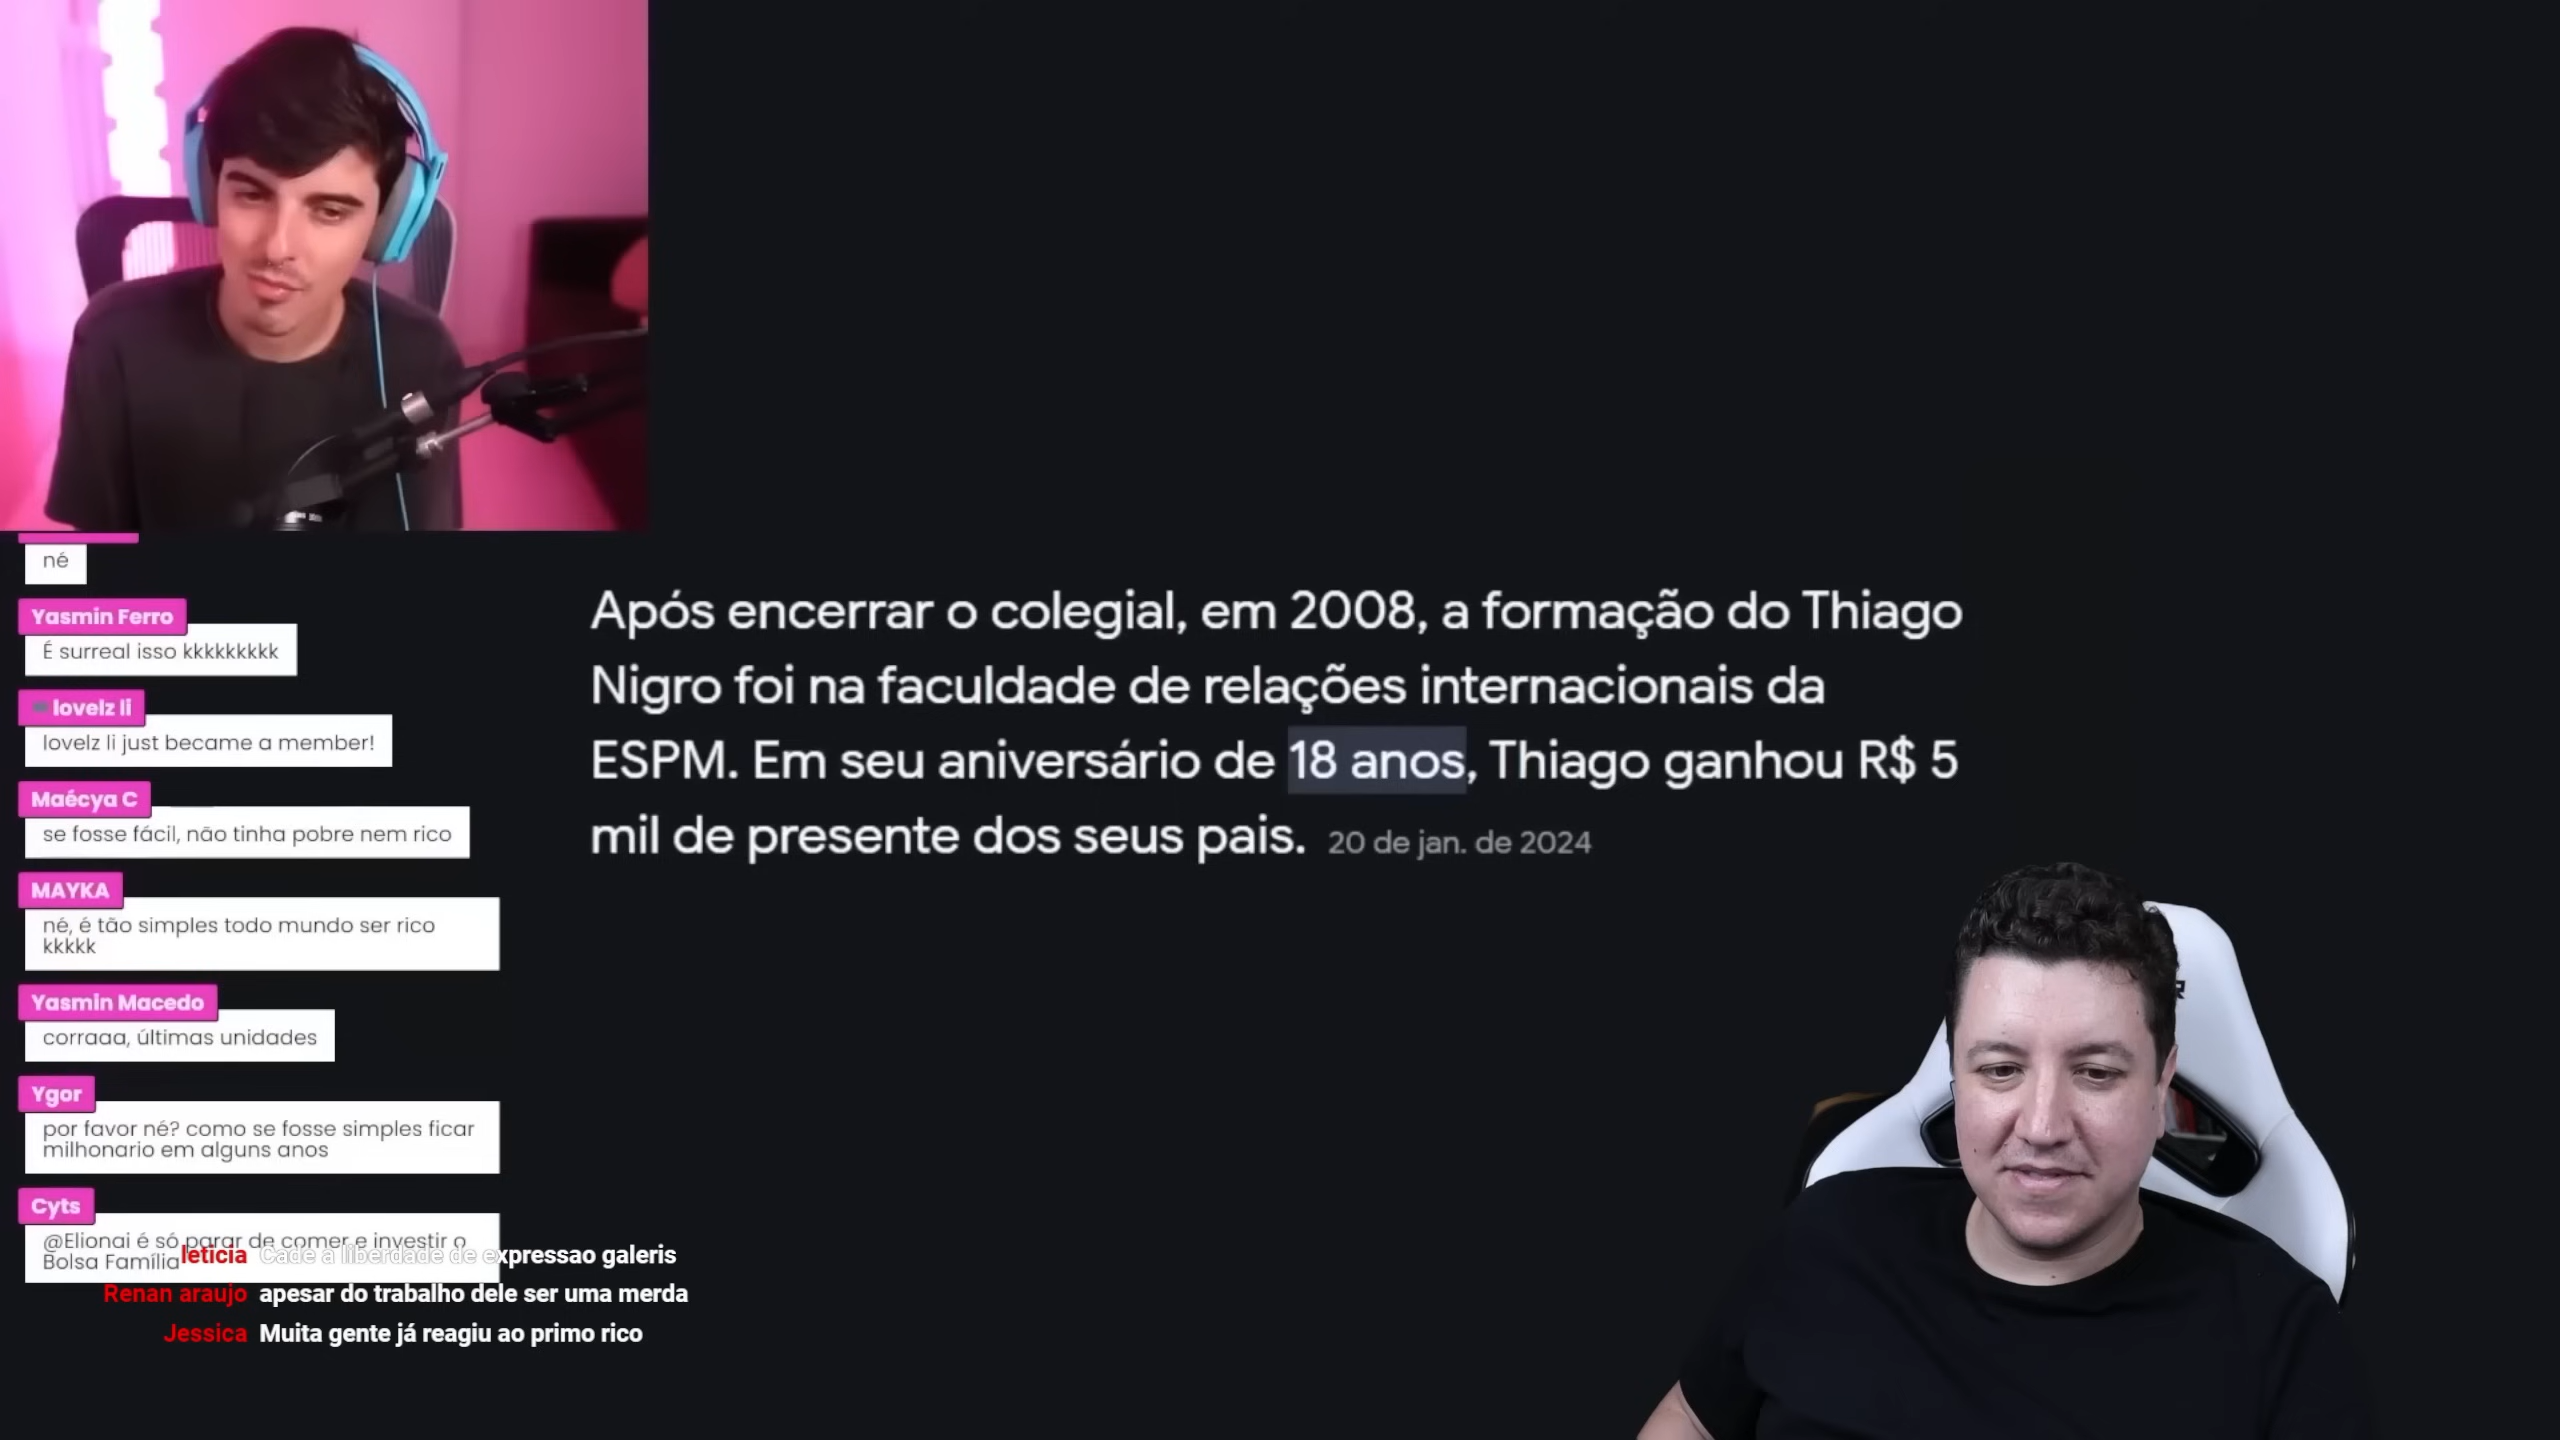 né
Yasmin Ferro
É surreal isso kkkkkkkkk
lovelz li
lovelz li just became a member!
Maécya C
se fosse fácil, não tinha pobre nem rico
MAYKA
né, é tão simples todo mundo ser rico
kkkkk
Yasmin Macedo
corraaa, últimas unidades
Ygor
por favor né? como se fosse simples ficar
milhonario em alguns anos
Cyts
@Elionai é só parar de comer e investir o
Bolsa Família
leticia Cade a liberdade de expressao galeris
Renan araujo apesar do trabalho dele ser uma merda
Jessica Muita gente já reagiu ao primo rico
Após encerrar o colegial, em 2008, a formação do Thiago
Nigro foi na faculdade de relações internacionais da
ESPM. Em seu aniversário de 18 anos, Thiago ganhou R$ 5
mil de presente dos seus pais. 20 de jan. de 2024